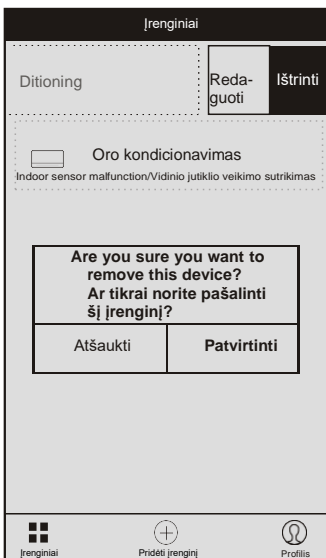 Įrenginiai
Ditioning
Reda-
guoti
Ištrinti
Oro kondicionavimas
Indoor sensor malfunction/Vidinio jutiklio veikimo sutrikimas
Are you sure you want to
remove this device?
Ar tikrai norite pašalinti
šį įrenginį?
Atšaukti
Patvirtinti
Įrenginiai
Pridėti įrenginį
Profilis